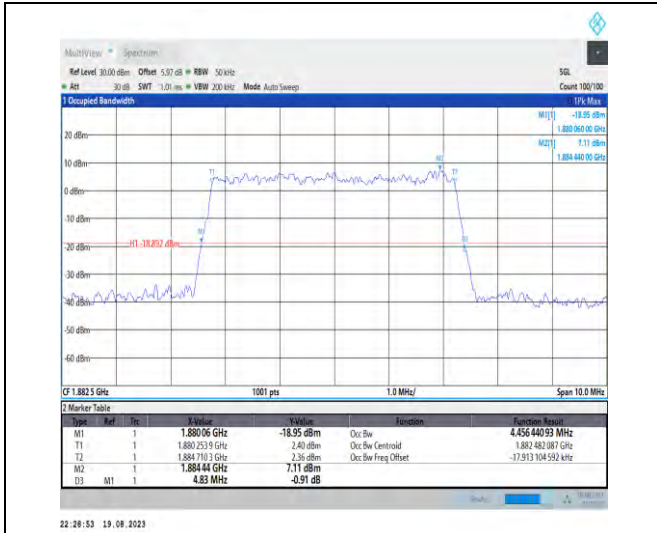 MultiView Spectrum
Ref Level 30.00 dBm Offset 5.97 dB RBW 50 kHz SGL
Att 30 dB SWT 1.01 ms VBW 200 kHz Mode Auto Sweep Count 100/100
1 Occupied Bandwidth 1Pk Max
M1[1] -18.95 dBm
1.880 060 00 GHz
M2[1] 7.11 dBm
1.884 440 00 GHz
20 dBm
10 dBm
M2
T1 T2
0 dBm
-10 dBm
M1
D3
H1 -18.892 dBm
-20 dBm
-30 dBm
-40 dBm
-50 dBm
-60 dBm
CF 1.882 5 GHz 1001 pts 1.0 MHz/ Span 10.0 MHz
2 Marker Table
Type Ref Trc X-Value Y-Value Function Function Result
M1 1 1.880 06 GHz -18.95 dBm Occ Bw 4.456 440 93 MHz
T1 1 1.880 253 9 GHz 2.40 dBm Occ Bw Centroid 1.882 482 087 GHz
T2 1 1.884 710 3 GHz 2.36 dBm Occ Bw Freq Offset -17.913 104 592 kHz
M2 1 1.884 44 GHz 7.11 dBm
D3 M1 1 4.83 MHz -0.91 dB
22:28:53 19.08.2023